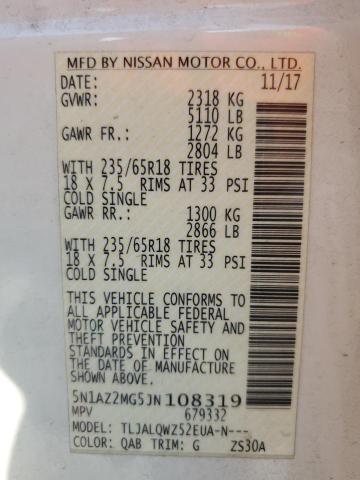 MFD BY NISSAN MOTOR CO., LTD.
DATE: 11/17
GVWR: 2318 KG
5110 LB
GAWR FR.: 1272 KG
2804 LB
WITH 235/65R18 TIRES
18 X 7.5 RIMS AT 33 PSI
COLD SINGLE
GAWR RR.: 1300 KG
2866 LB
WITH 235/65R18 TIRES
18 X 7.5 RIMS AT 33 PSI
COLD SINGLE
THIS VEHICLE CONFORMS TO
ALL APPLICABLE FEDERAL
MOTOR VEHICLE SAFETY AND
THEFT PREVENTION
STANDARDS IN EFFECT ON
THE DATE OF MANUFACTURE
SHOWN ABOVE.
5N1AZ2MG5JN108319
MPV 679332
MODEL: TLJALQWZ52EUA-N---
COLOR: QAB TRIM: G ZS30A